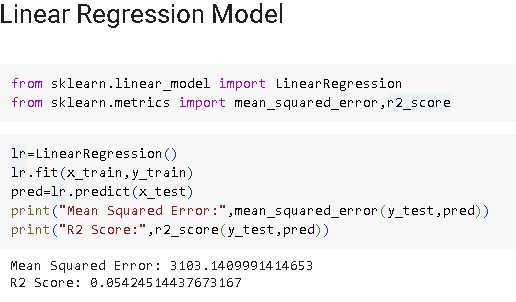 Linear Regression Model
from sklearn.linear_model import LinearRegression
from sklearn.metrics import mean_squared_error,r2_score
lr=LinearRegression()
lr.fit(x_train,y_train)
pred=lr.predict(x_test)
print("Mean Squared Error:",mean_squared_error(y_test,pred))
print("R2 Score:",r2_score(y_test,pred))
Mean Squared Error: 3103.1409991414653
R2 Score: 0.05424514437673167